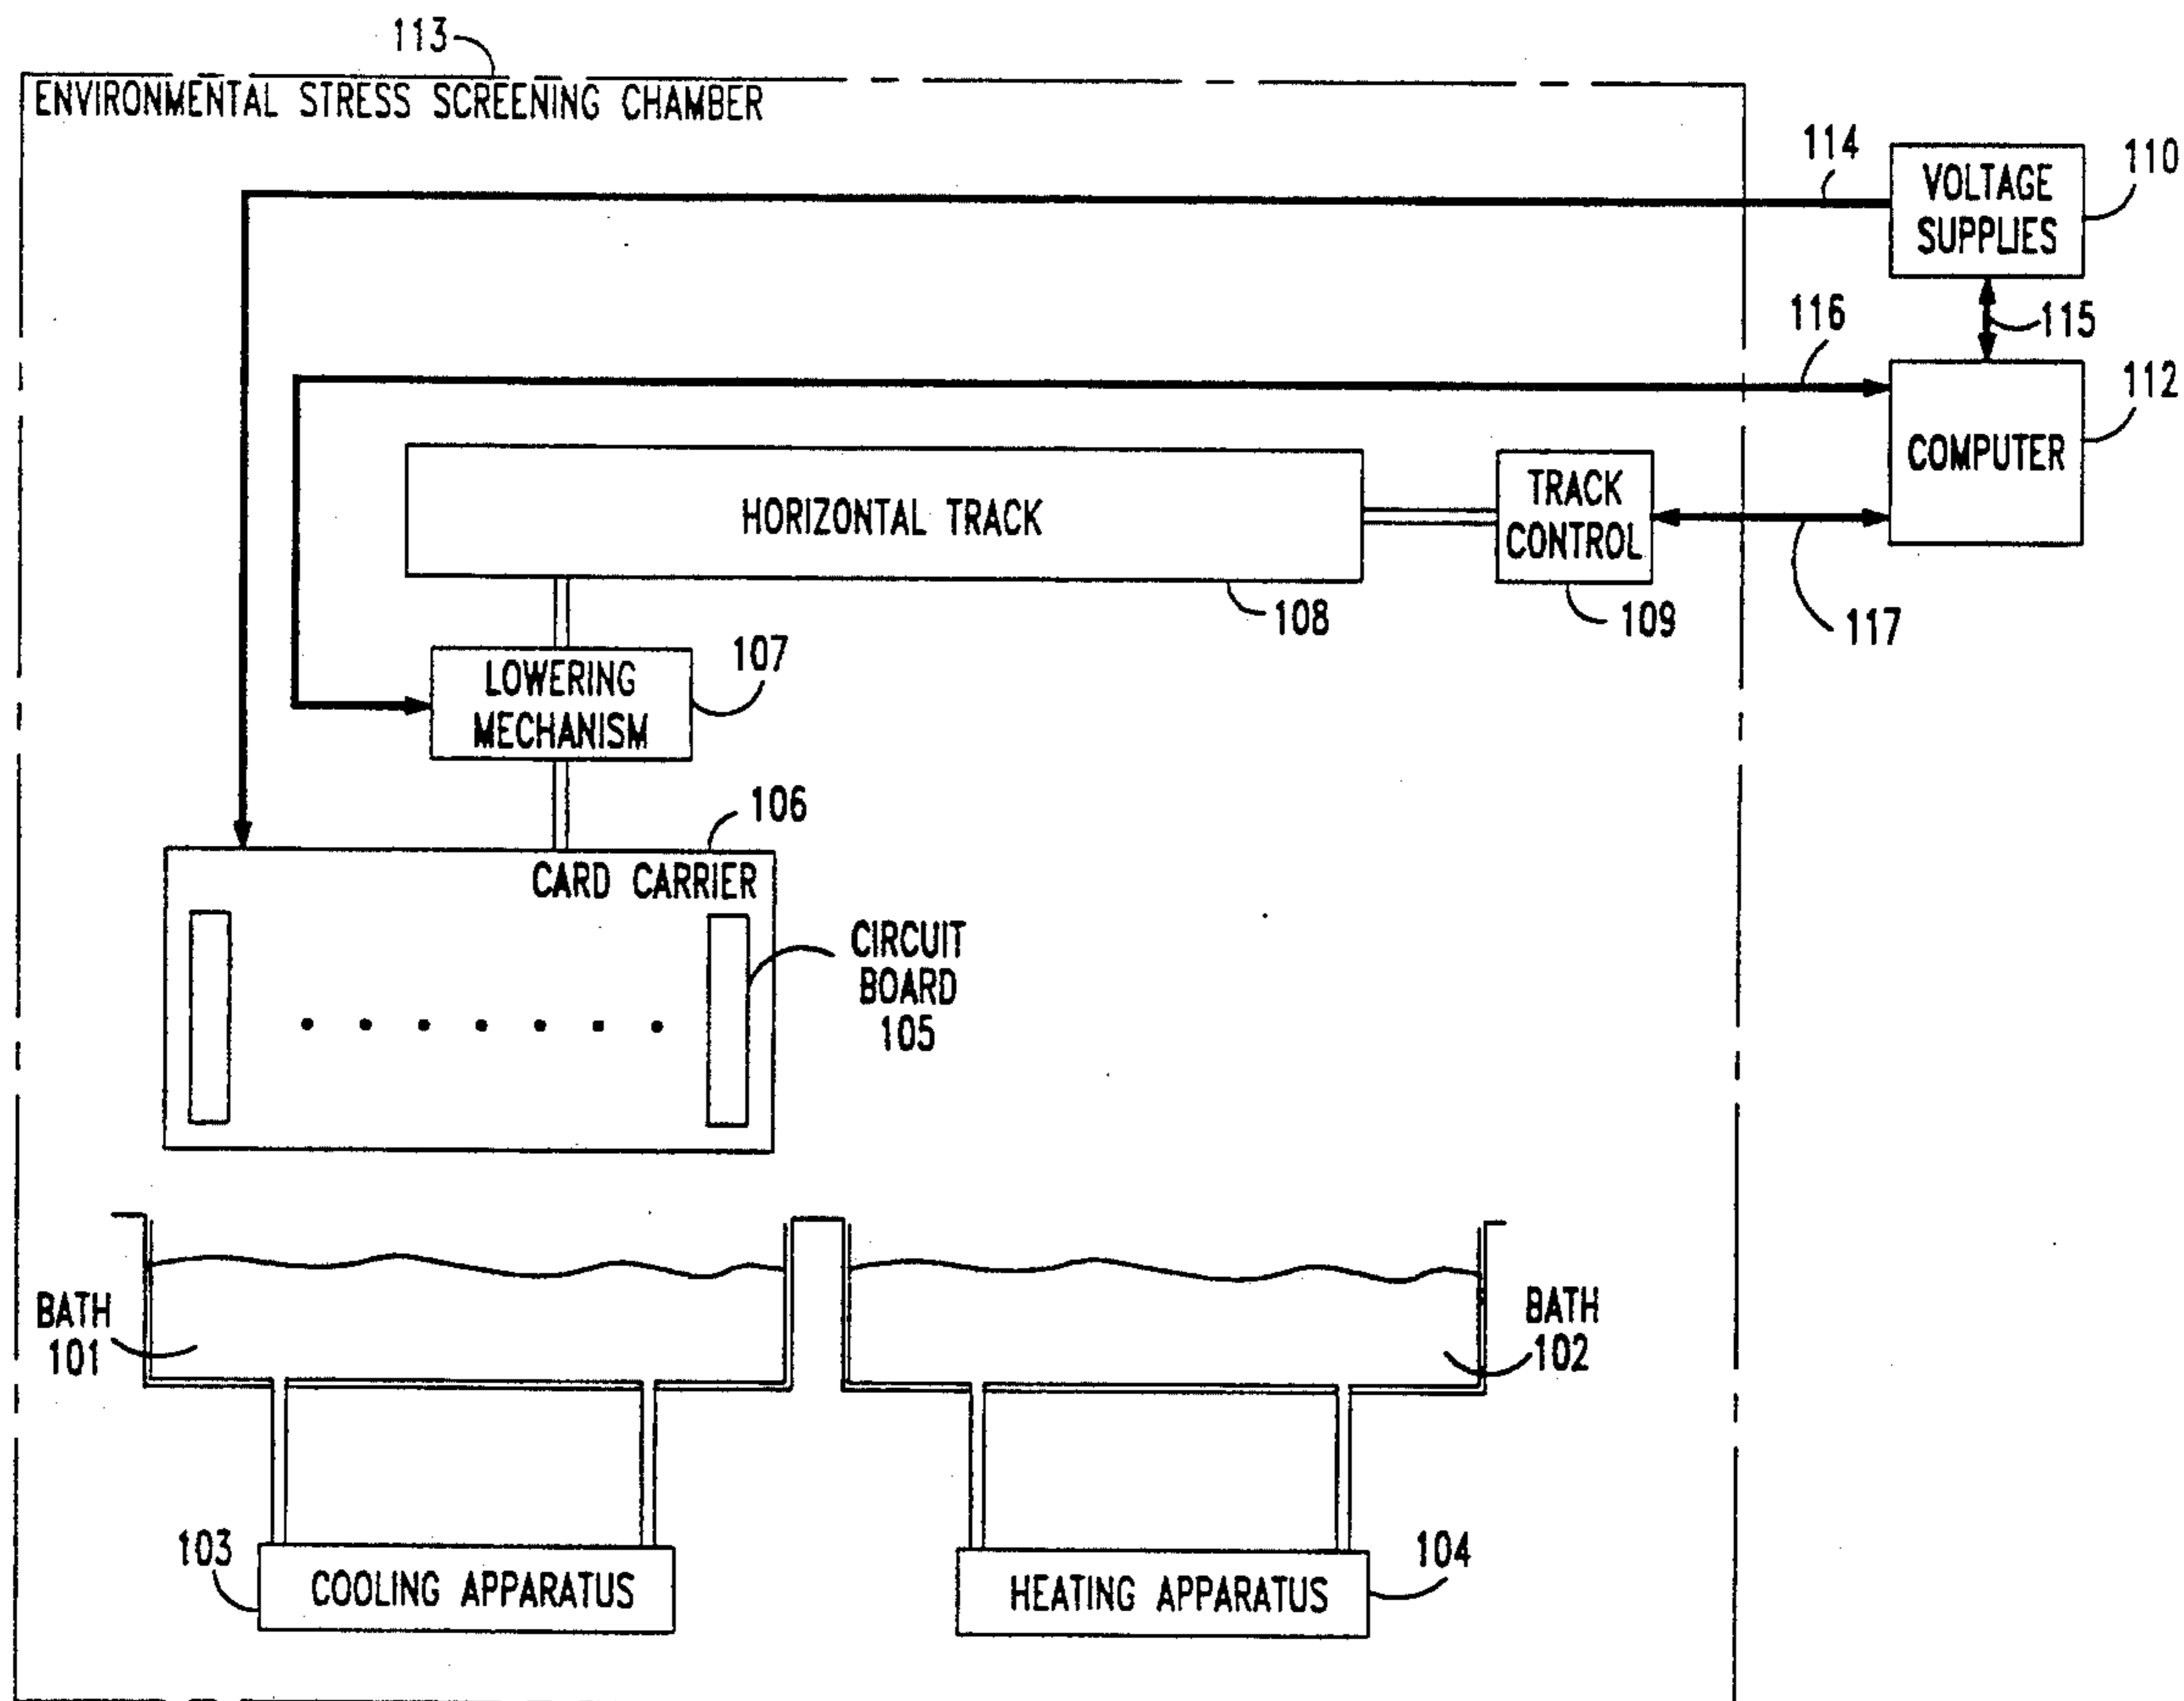 113
ENVIRONMENTAL STRESS SCREENING CHAMBER
114
VOLTAGE
SUPPLIES
110
115
116
COMPUTER
112
HORIZONTAL TRACK
TRACK
CONTROL
108
109
117
LOWERING
MECHANISM
107
106
CARD CARRIER
CIRCUIT
BOARD
105
BATH
101
BATH
102
103
COOLING APPARATUS
HEATING APPARATUS
104